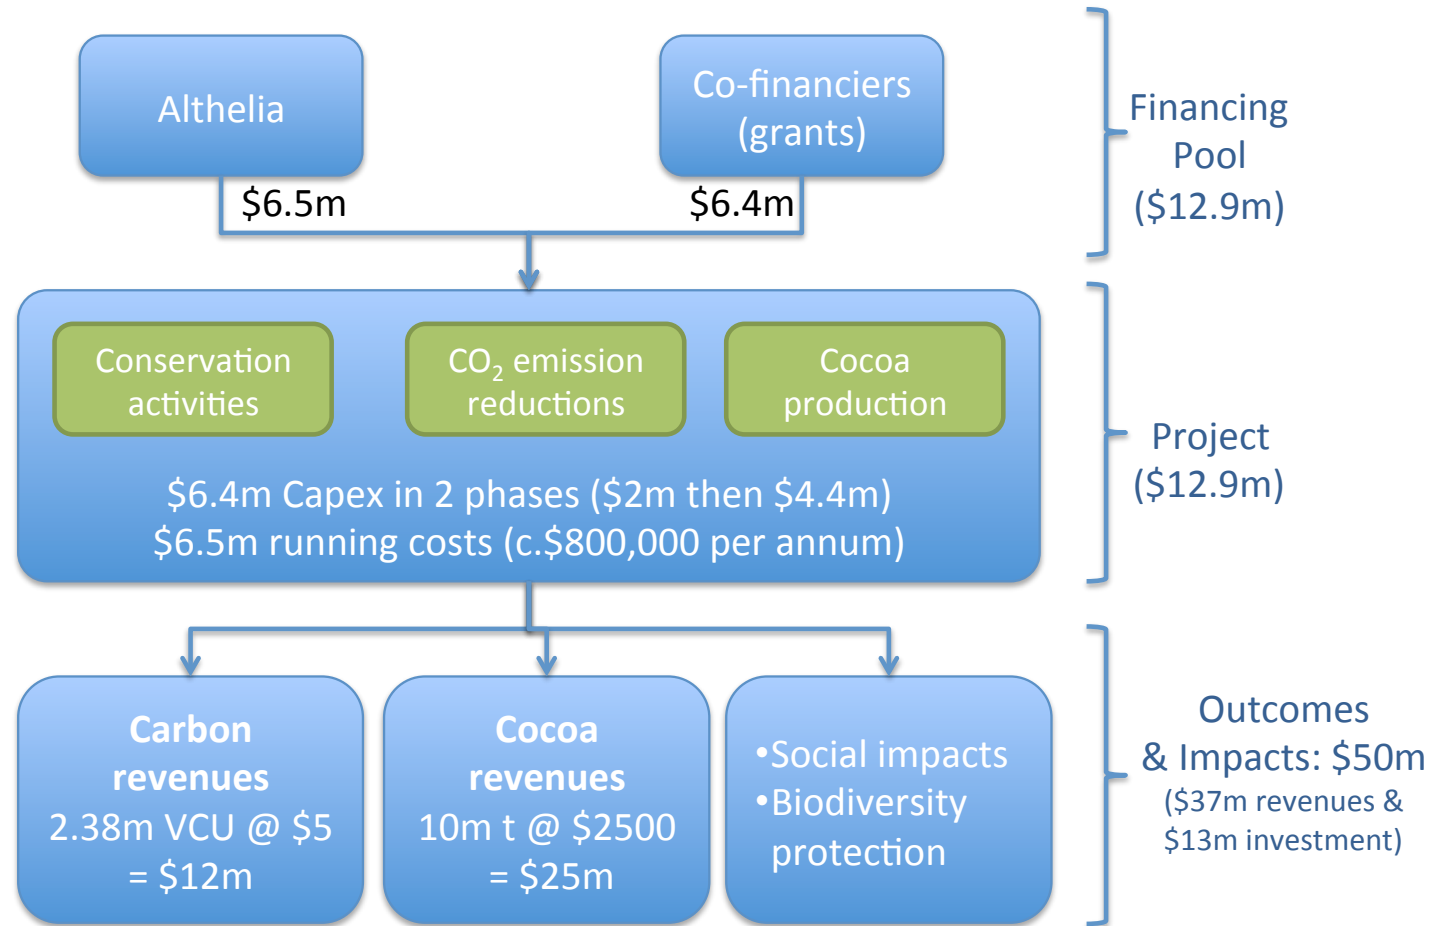 Althelia
Co-financiers
(grants)
$6.5m
$6.4m
Financing
Pool
($12.9m)
Conservation
activities
CO₂ emission
reductions
Cocoa
production
$6.4m Capex in 2 phases ($2m then $4.4m)
$6.5m running costs (c.$800,000 per annum)
Project
($12.9m)
Carbon
revenues
2.38m VCU @ $5
= $12m
Cocoa
revenues
10m t @ $2500
= $25m
•Social impacts
•Biodiversity
protection
Outcomes
& Impacts: $50m
($37m revenues &
$13m investment)